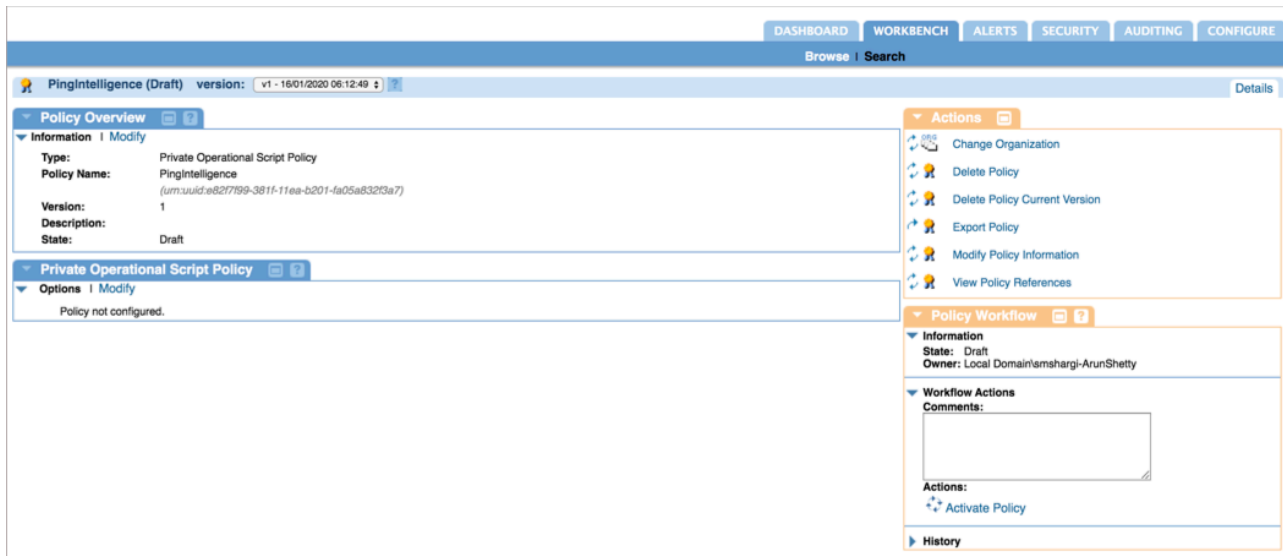 DASHBOARD WORKBENCH ALERTS SECURITY AUDITING CONFIGURE
Browse | Search
PingIntelligence (Draft) version: v1 - 16/01/2020 06:12:49 ?
Details
Policy Overview ?
Information | Modify
Type: Private Operational Script Policy
Policy Name: PingIntelligence
(urn:uuid:e82f7f99-381f-11ea-b201-fa05a832f3a7)
Version: 1
Description:
State: Draft
Private Operational Script Policy ?
Options | Modify
Policy not configured.
Actions
ORG
Change Organization
Delete Policy
Delete Policy Current Version
Export Policy
Modify Policy Information
View Policy References
Policy Workflow ?
Information
State: Draft
Owner: Local Domain\smshargi-ArunShetty
Workflow Actions
Comments:
Actions:
Activate Policy
History